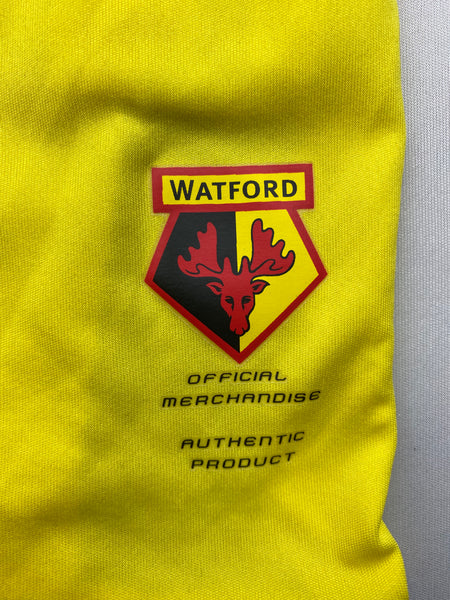 WATFORD
OFFICIAL
MERCHANDISE
AUTHENTIC
PRODUCT